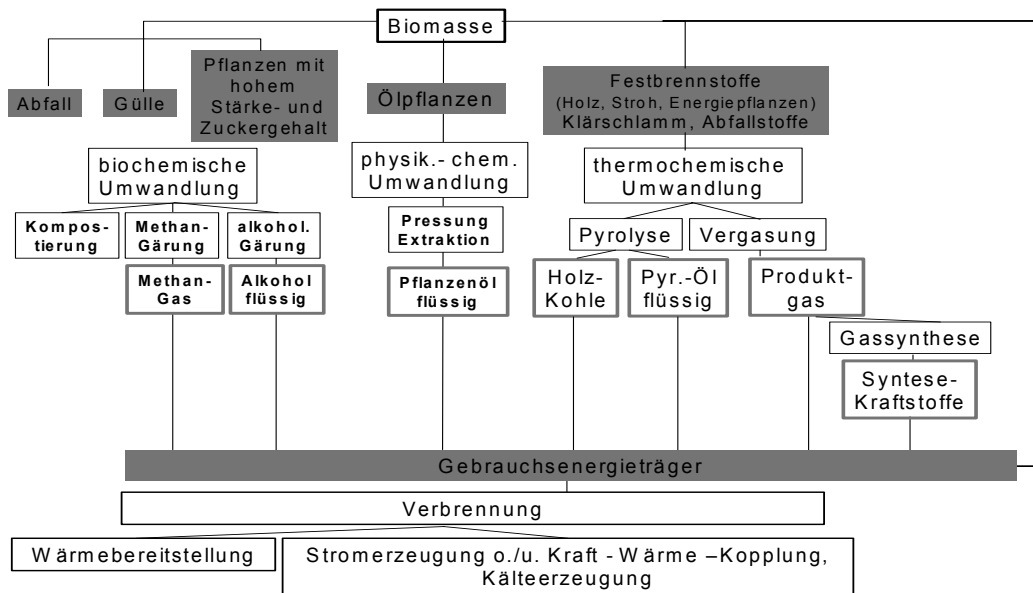 Biomasse
Abfall
Gülle
Pflanzen mit
hohem
Stärke- und
Zuckergehalt
Ölpflanzen
Festbrennstoffe
(Holz, Stroh, Energiepflanzen)
Klärschlamm, Abfallstoffe
biochemische
Umwandlung
physik.- chem.
Umwandlung
thermochemische
Umwandlung
Kompos-
tierung
Methan-
Gärung
alkohol.
Gärung
Pressung
Extraktion
Pyrolyse
Vergasung
Methan-
Gas
Alkohol
flüssig
Pflanzenöl
flüssig
Holz-
Kohle
Pyr.-Öl
flüssig
Produkt-
gas
Gassynthese
Syntese-
Kraftstoffe
Gebrauchsenergieträger
Verbrennung
Wärmebereitstellung
Stromerzeugung o./u. Kraft - Wärme –Kopplung,
Kälteerzeugung